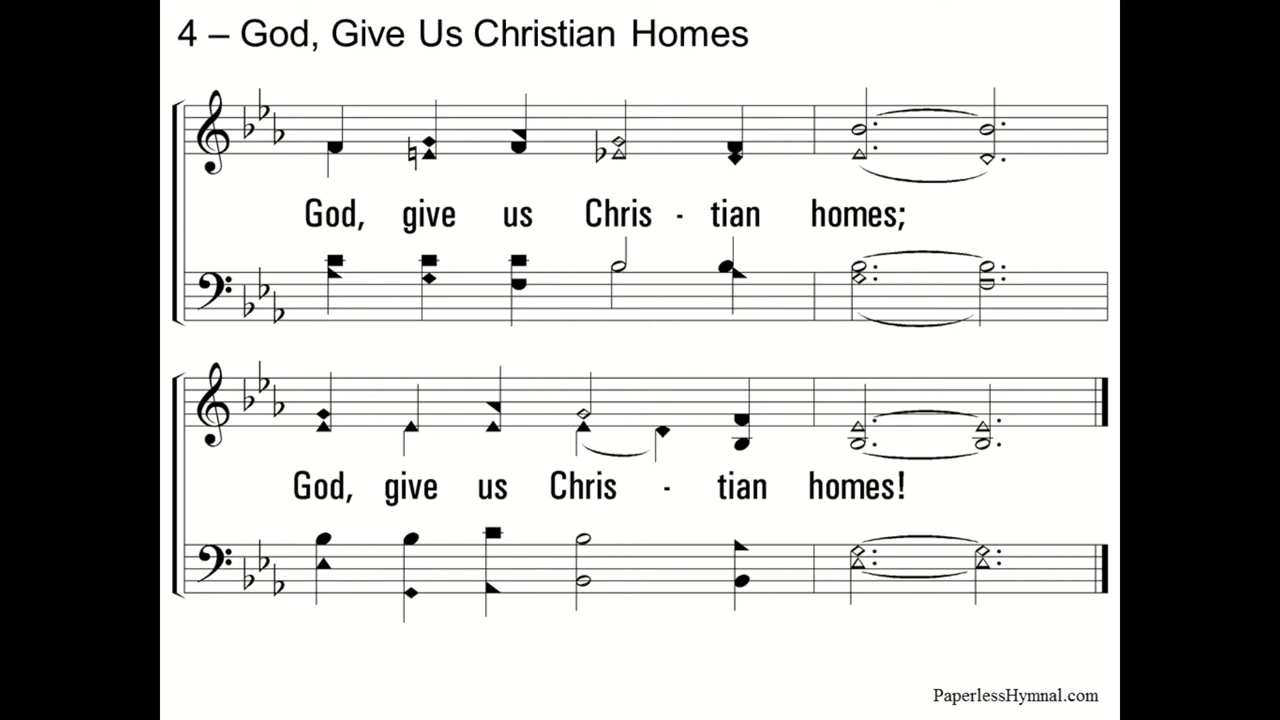 4 – God, Give Us Christian Homes
God, give us Chris - tian homes;
God, give us Chris - tian homes!
PaperlessHymnal.com